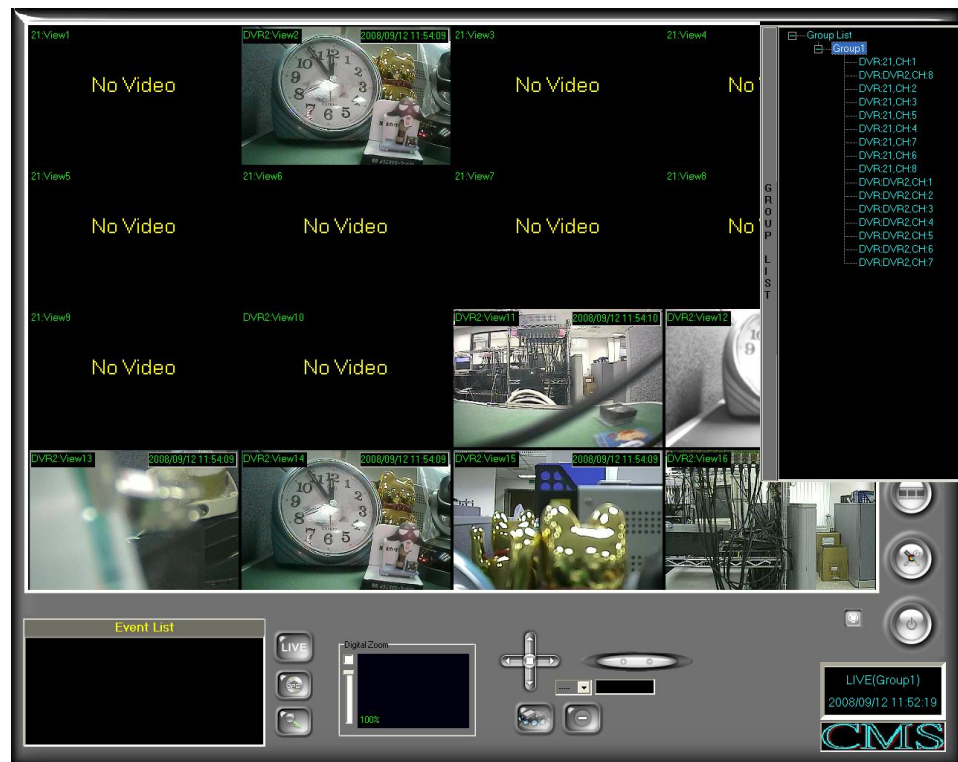 21:View1
DVR2:View2 2008/09/12 11:54:09
21:View3
21:View4
No Video
No Video
No
21:View5
21:View6
21:View7
21:View8
No Video
No Video
No Video
No
21:View9
DVR2:View10
DVR2:View11 2008/09/12 11:54:10
DVR2:View12
No Video
No Video
DVR2:View13 2008/09/12 11:54:09
DVR2:View14 2008/09/12 11:54:09
DVR2:View15 2008/09/12 11:54:09
DVR2:View16
GROUP LIST
Group List
Group1
DVR:21,CH:1
DVR:DVR2,CH:8
DVR:21,CH:2
DVR:21,CH:3
DVR:21,CH:5
DVR:21,CH:4
DVR:21,CH:7
DVR:21,CH:6
DVR:21,CH:8
DVR:DVR2,CH:1
DVR:DVR2,CH:2
DVR:DVR2,CH:3
DVR:DVR2,CH:4
DVR:DVR2,CH:5
DVR:DVR2,CH:6
DVR:DVR2,CH:7
Event List
LIVE
Digital Zoom
100%
-----
LIVE(Group1)
2008/09/12 11:52:19
CMS